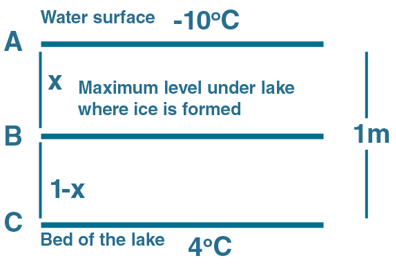 Water surface -10°C
A
x Maximum level under lake
where ice is formed
B
1m
1-x
C
Bed of the lake 4°C